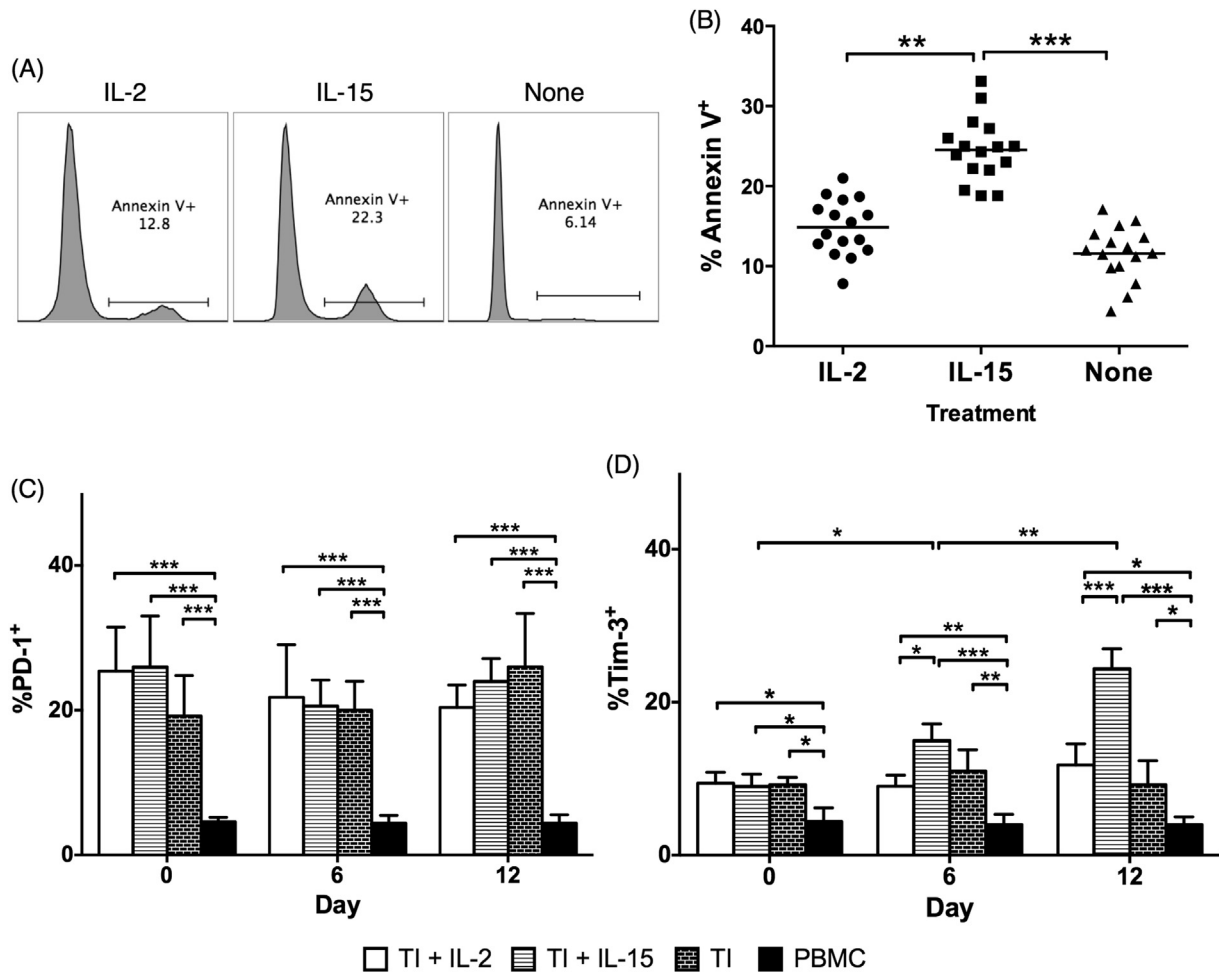 (A)
IL-2 IL-15 None
Annexin V+
12.8
Annexin V+
22.3
Annexin V+
6.14
(B)
% Annexin V+
40
30
20
10
0
** ***
IL-2 IL-15 None
Treatment
(C)
%PD-1+
40
20
0
***
***
***
***
***
***
***
***
***
0 6 12
Day
(D)
%Tim-3+
40
20
0
* **
*
*
*
**
* ***
**
*
*** ***
*
0 6 12
Day
TI + IL-2 TI + IL-15 TI PBMC